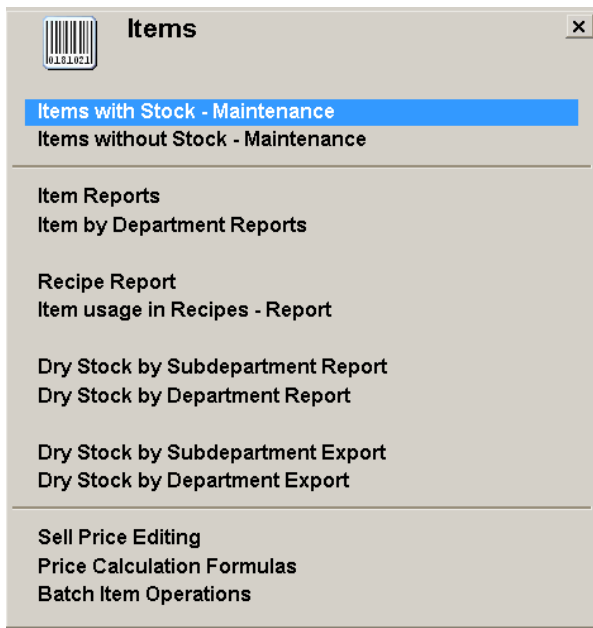 Items
0181021
Items with Stock - Maintenance
Items without Stock - Maintenance
Item Reports
Item by Department Reports
Recipe Report
Item usage in Recipes - Report
Dry Stock by Subdepartment Report
Dry Stock by Department Report
Dry Stock by Subdepartment Export
Dry Stock by Department Export
Sell Price Editing
Price Calculation Formulas
Batch Item Operations